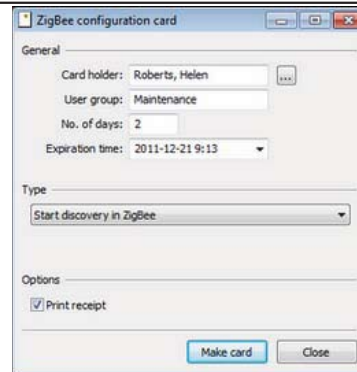 ZigBee configuration card
General
Card holder: Roberts, Helen ...
User group: Maintenance
No. of days: 2
Expiration time: 2011-12-21 9:13
Type
Start discovery in ZigBee
Options
Print receipt
Make card Close